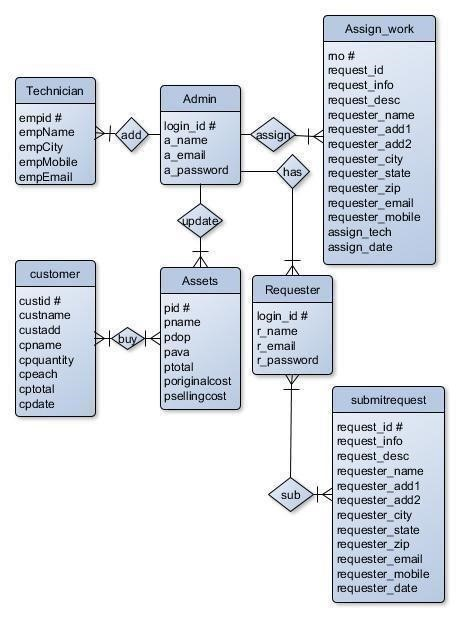 Assign_work
rno #
request_id
request_info
request_desc
requester_name
requester_add1
requester_add2
requester_city
requester_state
requester_zip
requester_email
requester_mobile
assign_tech
assign_date
Technician
empid #
empName
empCity
empMobile
empEmail
add
Admin
login_id #
a_name
a_email
a_password
assign
has
update
customer
custid #
custname
custadd
cpname
cpquantity
cpeach
cptotal
cpdate
buy
Assets
pid #
pname
pdop
pava
ptotal
poriginalcost
psellingcost
Requester
login_id #
r_name
r_email
r_password
sub
submitrequest
request_id #
request_info
request_desc
requester_name
requester_add1
requester_add2
requester_city
requester_state
requester_zip
requester_email
requester_mobile
requester_date